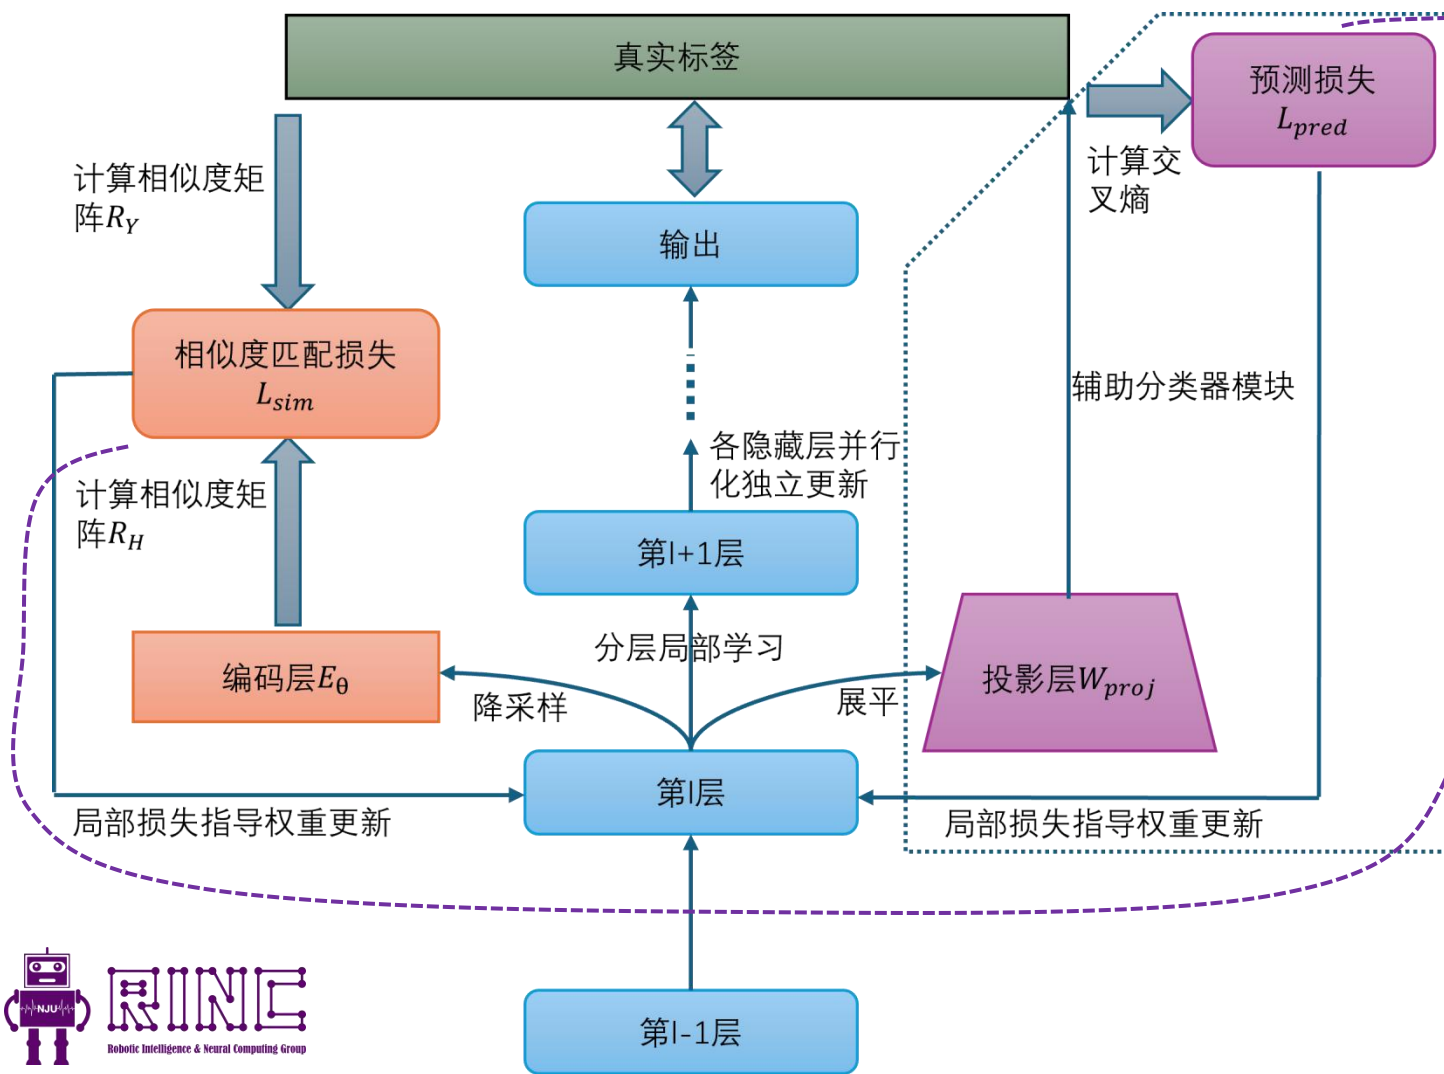 真实标签
预测损失
L_pred
计算交
叉熵
计算相似度矩
阵R_Y
输出
相似度匹配损失
L_sim
辅助分类器模块
各隐藏层并行
化独立更新
计算相似度矩
阵R_H
第l+1层
分层局部学习
编码层E_θ
降采样
展平
投影层W_proj
第l层
局部损失指导权重更新
局部损失指导权重更新
第l-1层
NJU
RINC
Robotic Intelligence & Neural Computing Group